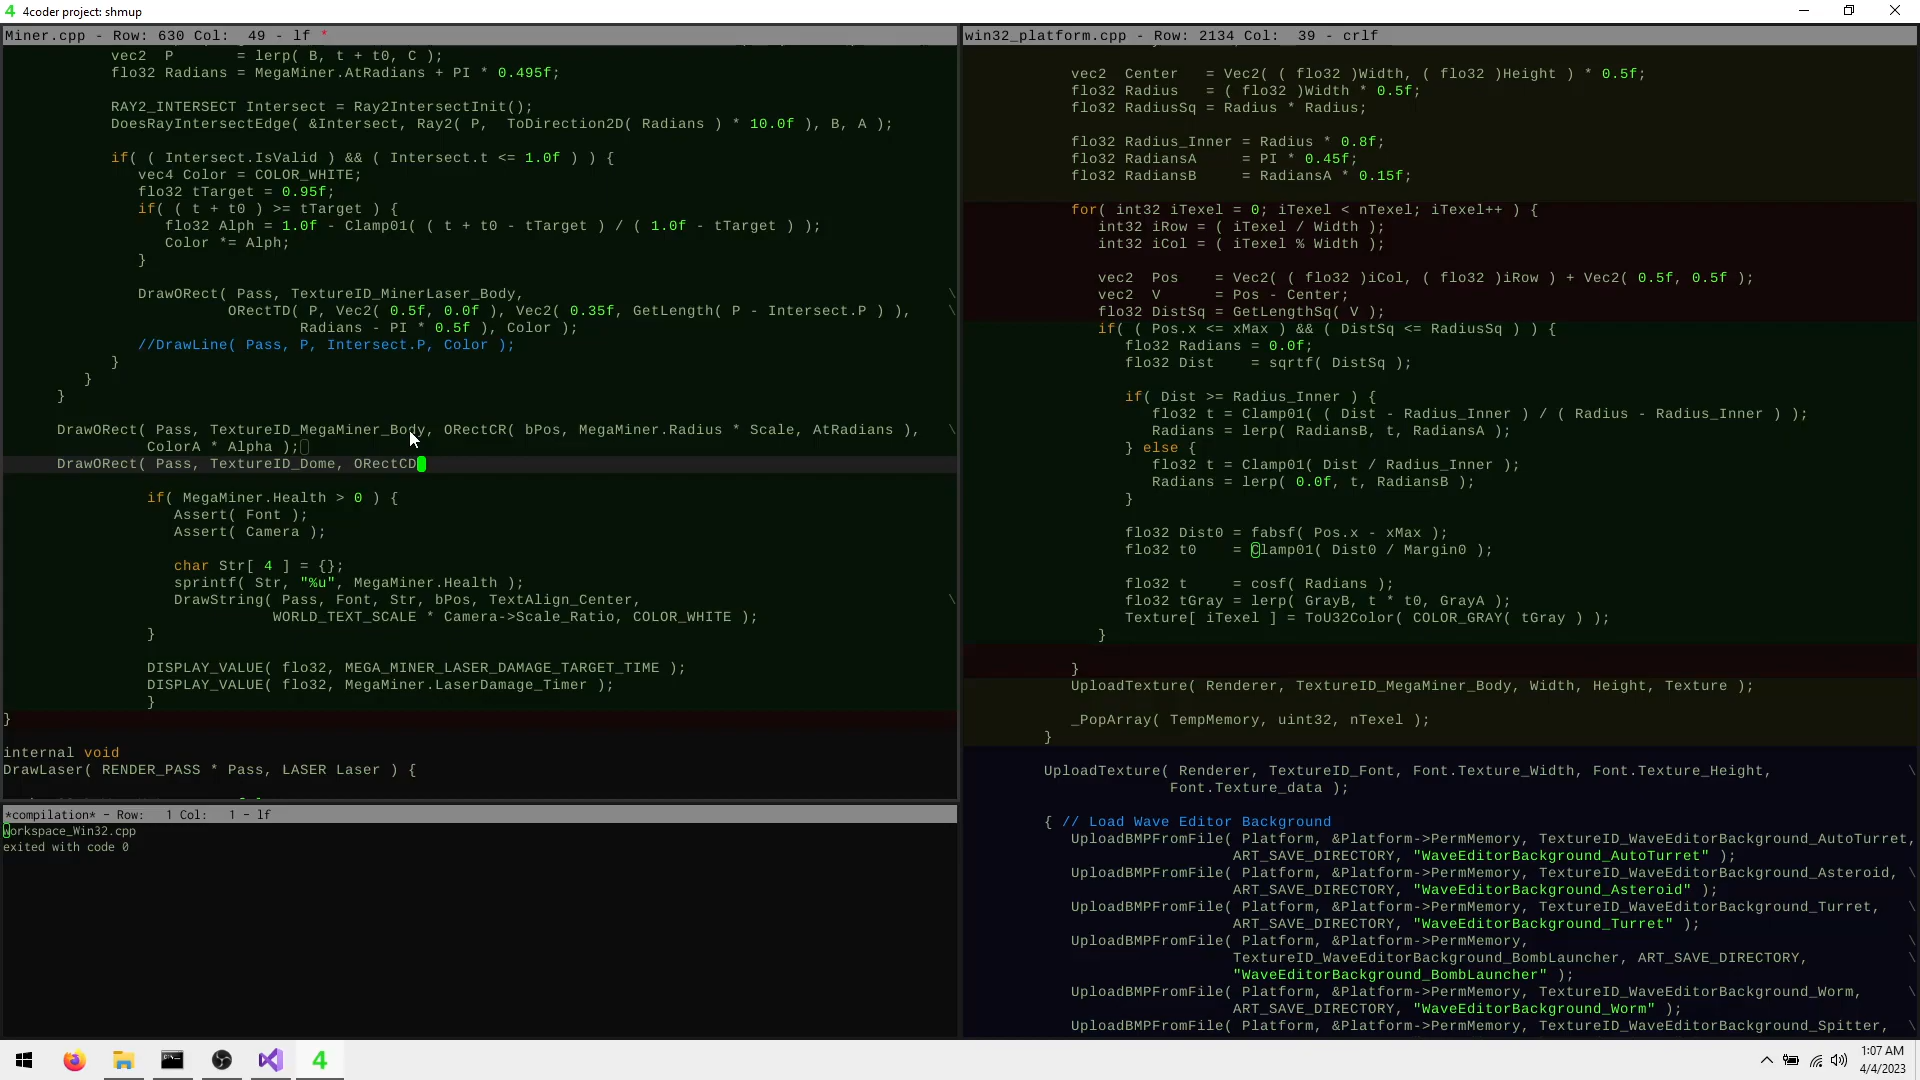 4 4coder project: shmup
Miner.cpp - Row: 630 Col:  49 - lf *
vec2  P       = lerp( B, t + t0, C );
flo32 Radians = MegaMiner.AtRadians + PI * 0.495f;
RAY2_INTERSECT Intersect = Ray2IntersectInit();
DoesRayIntersectEdge( &Intersect, Ray2( P,  ToDirection2D( Radians ) * 10.0f ), B, A );
if( ( Intersect.IsValid ) && ( Intersect.t <= 1.0f ) ) {
vec4 Color = COLOR_WHITE;
flo32 tTarget = 0.95f;
if( ( t + t0 ) >= tTarget ) {
flo32 Alph = 1.0f - Clamp01( ( t + t0 - tTarget ) / ( 1.0f - tTarget ) );
Color *= Alph;
}
DrawORect( Pass, TextureID_MinerLaser_Body, \
ORectTD( P, Vec2( 0.5f, 0.0f ), Vec2( 0.35f, GetLength( P - Intersect.P ) ), \
Radians - PI * 0.5f ), Color );
//DrawLine( Pass, P, Intersect.P, Color );
}
}
}
DrawORect( Pass, TextureID_MegaMiner_Body, ORectCR( bPos, MegaMiner.Radius * Scale, AtRadians ), \
ColorA * Alpha );
DrawORect( Pass, TextureID_Dome, ORectCD
if( MegaMiner.Health > 0 ) {
Assert( Font );
Assert( Camera );
char Str[ 4 ] = {};
sprintf( Str, "%u", MegaMiner.Health );
DrawString( Pass, Font, Str, bPos, TextAlign_Center, \
WORLD_TEXT_SCALE * Camera->Scale_Ratio, COLOR_WHITE );
}
DISPLAY_VALUE( flo32, MEGA_MINER_LASER_DAMAGE_TARGET_TIME );
DISPLAY_VALUE( flo32, MegaMiner.LaserDamage_Timer );
}
}
internal void
DrawLaser( RENDER_PASS * Pass, LASER Laser ) {
*compilation* - Row:   1 Col:   1 - lf
workspace_Win32.cpp
exited with code 0
win32_platform.cpp - Row: 2134 Col:  39 - crlf
vec2  Center   = Vec2( ( flo32 )Width, ( flo32 )Height ) * 0.5f;
flo32 Radius   = ( flo32 )Width * 0.5f;
flo32 RadiusSq = Radius * Radius;
flo32 Radius_Inner = Radius * 0.8f;
flo32 RadiansA     = PI * 0.45f;
flo32 RadiansB     = RadiansA * 0.15f;
for( int32 iTexel = 0; iTexel < nTexel; iTexel++ ) {
int32 iRow = ( iTexel / Width );
int32 iCol = ( iTexel % Width );
vec2  Pos    = Vec2( ( flo32 )iCol, ( flo32 )iRow ) + Vec2( 0.5f, 0.5f );
vec2  V      = Pos - Center;
flo32 DistSq = GetLengthSq( V );
if( ( Pos.x <= xMax ) && ( DistSq <= RadiusSq ) ) {
flo32 Radians = 0.0f;
flo32 Dist    = sqrtf( DistSq );
if( Dist >= Radius_Inner ) {
flo32 t = Clamp01( ( Dist - Radius_Inner ) / ( Radius - Radius_Inner ) );
Radians = lerp( RadiansB, t, RadiansA );
} else {
flo32 t = Clamp01( Dist / Radius_Inner );
Radians = lerp( 0.0f, t, RadiansB );
}
flo32 Dist0 = fabsf( Pos.x - xMax );
flo32 t0    = Clamp01( Dist0 / Margin0 );
flo32 t     = cosf( Radians );
flo32 tGray = lerp( GrayB, t * t0, GrayA );
Texture[ iTexel ] = ToU32Color( COLOR_GRAY( tGray ) );
}
}
UploadTexture( Renderer, TextureID_MegaMiner_Body, Width, Height, Texture );
_PopArray( TempMemory, uint32, nTexel );
}
UploadTexture( Renderer, TextureID_Font, Font.Texture_Width, Font.Texture_Height, \
Font.Texture_data );
{ // Load Wave Editor Background
UploadBMPFromFile( Platform, &Platform->PermMemory, TextureID_WaveEditorBackground_AutoTurret,
ART_SAVE_DIRECTORY, "WaveEditorBackground_AutoTurret" );
UploadBMPFromFile( Platform, &Platform->PermMemory, TextureID_WaveEditorBackground_Asteroid, \
ART_SAVE_DIRECTORY, "WaveEditorBackground_Asteroid" );
UploadBMPFromFile( Platform, &Platform->PermMemory, TextureID_WaveEditorBackground_Turret, \
ART_SAVE_DIRECTORY, "WaveEditorBackground_Turret" );
UploadBMPFromFile( Platform, &Platform->PermMemory, \
TextureID_WaveEditorBackground_BombLauncher, ART_SAVE_DIRECTORY, \
"WaveEditorBackground_BombLauncher" );
UploadBMPFromFile( Platform, &Platform->PermMemory, TextureID_WaveEditorBackground_Worm, \
ART_SAVE_DIRECTORY, "WaveEditorBackground_Worm" );
UploadBMPFromFile( Platform, &Platform->PermMemory, TextureID_WaveEditorBackground_Spitter, \
4
1:07 AM
4/4/2023